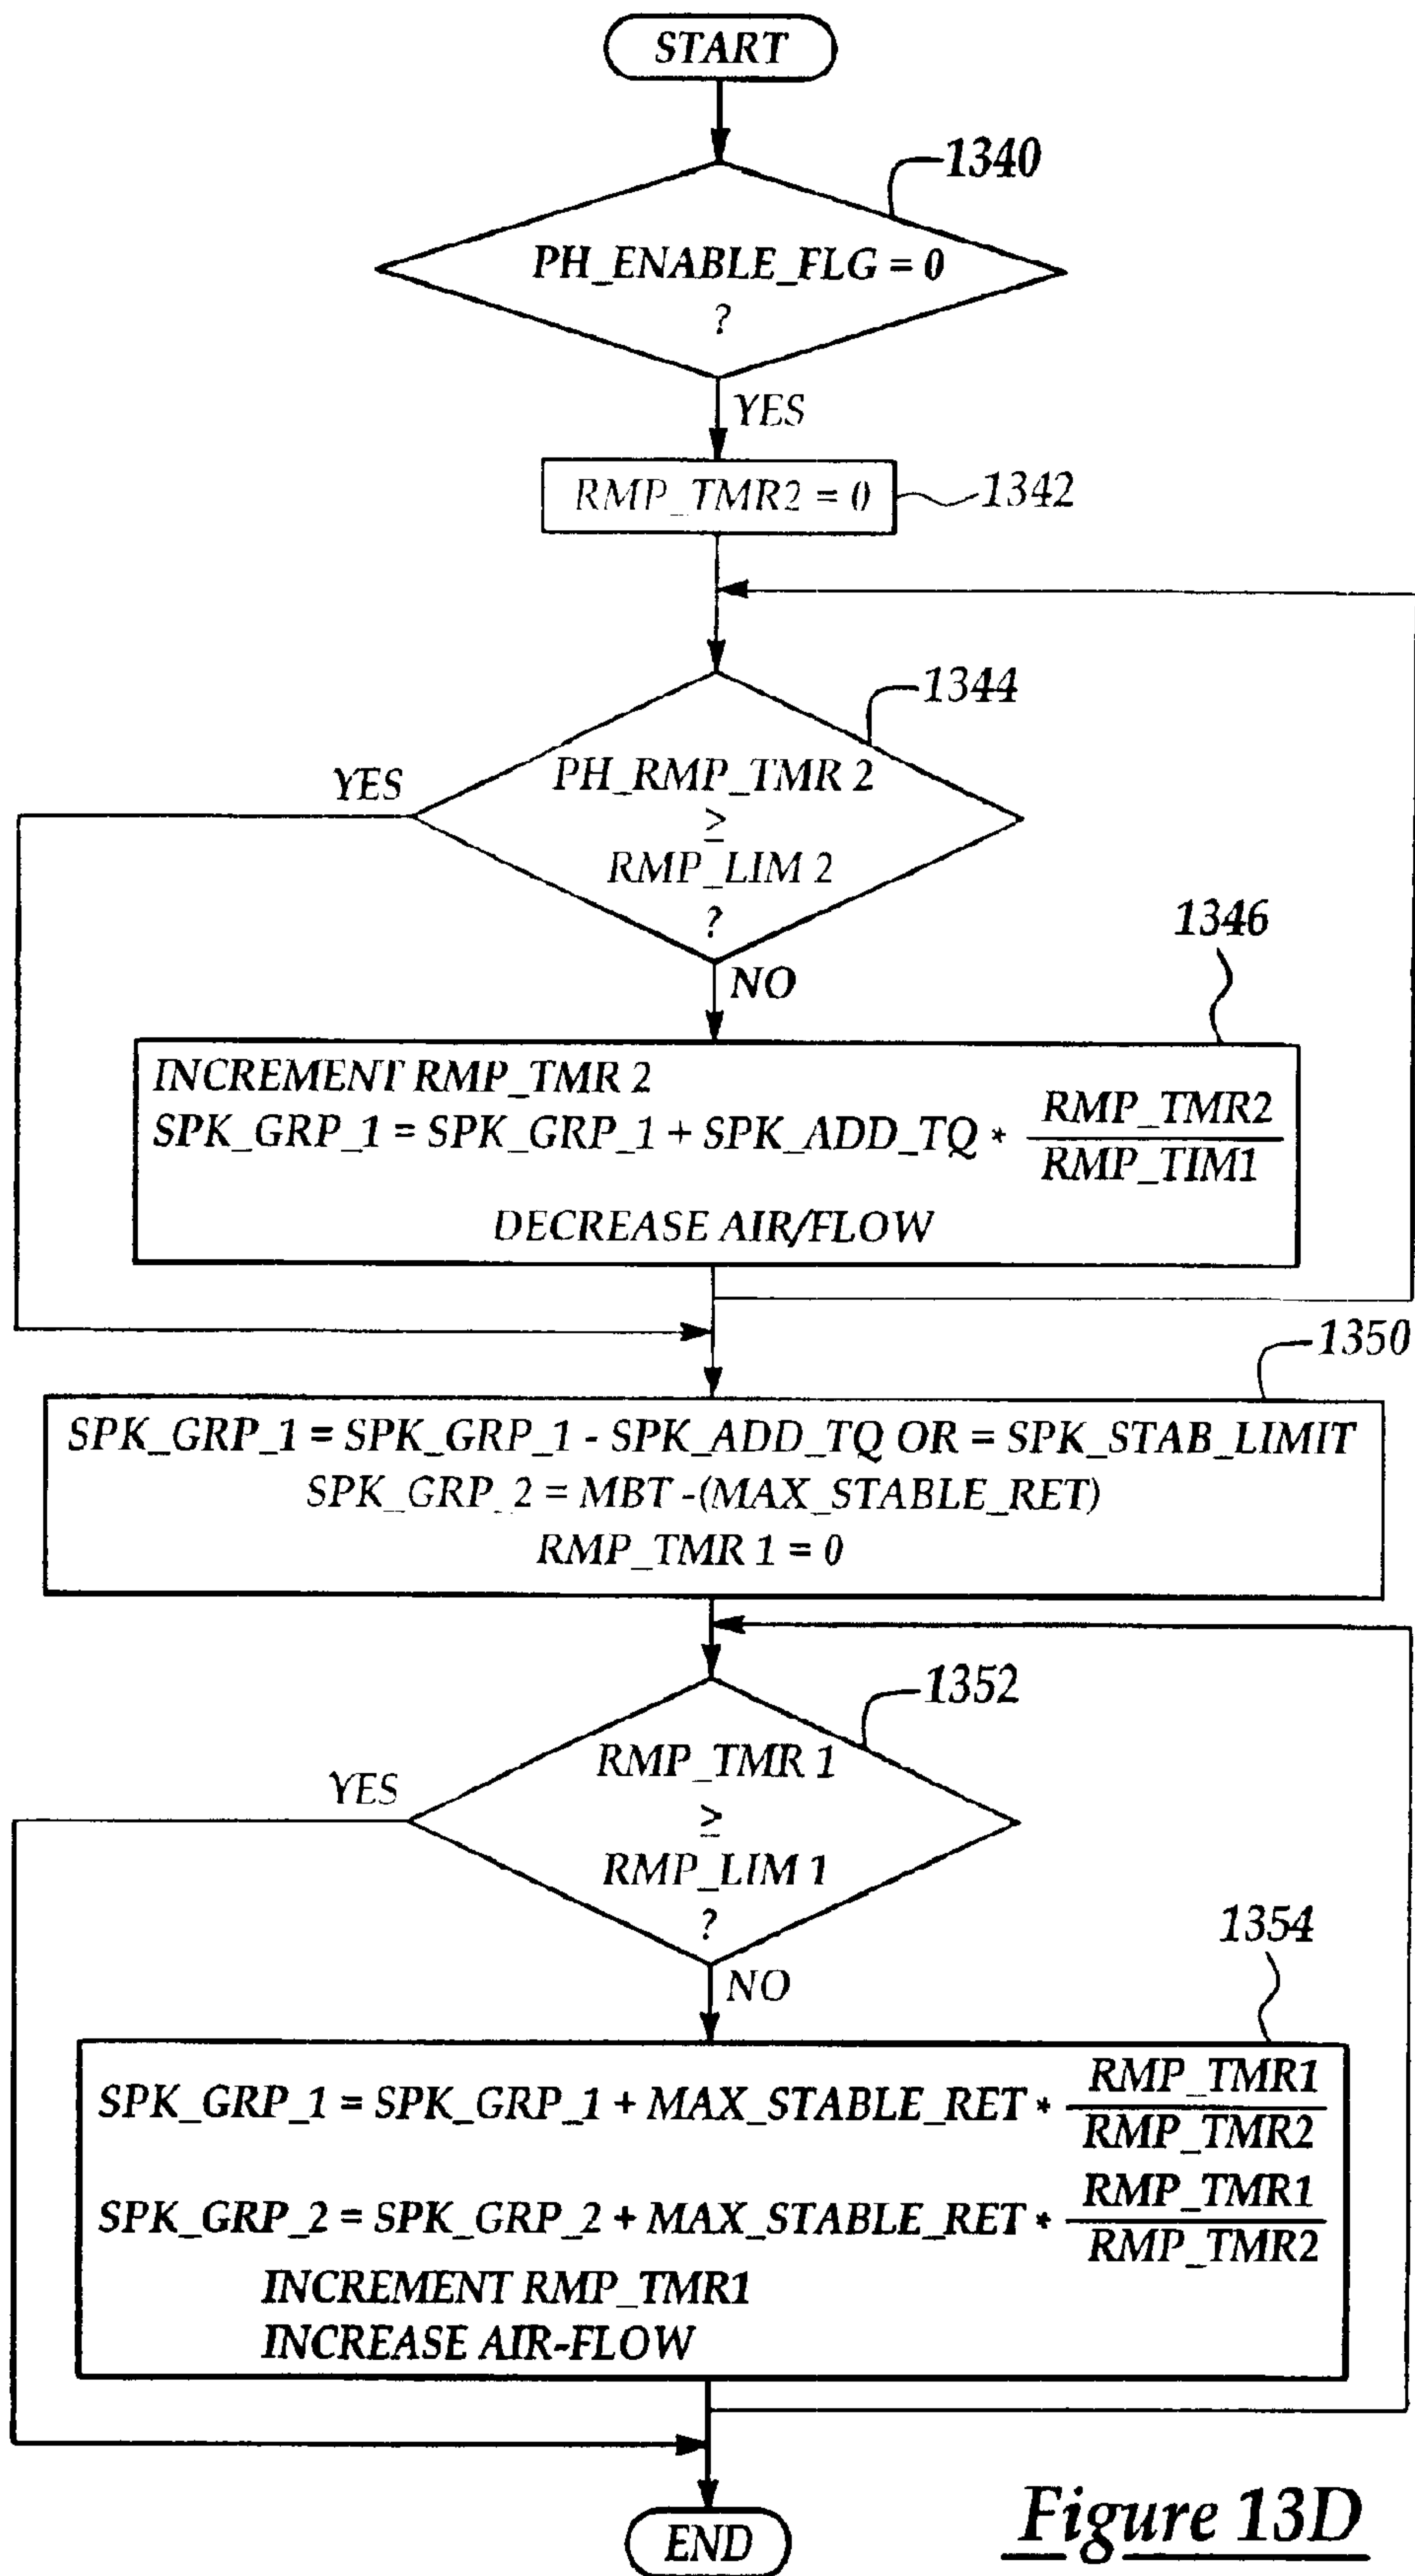 START
1340
PH_ENABLE_FLG = 0
?
YES
RMP_TMR2 = 0
1342
1344
YES
PH_RMP_TMR 2
≥
RMP_LIM 2
?
NO
1346
INCREMENT RMP_TMR 2
SPK_GRP_1 = SPK_GRP_1 + SPK_ADD_TQ * RMP_TMR2
RMP_TIM1
DECREASE AIR/FLOW
1350
SPK_GRP_1 = SPK_GRP_1 - SPK_ADD_TQ OR = SPK_STAB_LIMIT
SPK_GRP_2 = MBT -(MAX_STABLE_RET)
RMP_TMR 1 = 0
1352
YES
RMP_TMR 1
≥
RMP_LIM 1
?
NO
1354
SPK_GRP_1 = SPK_GRP_1 + MAX_STABLE_RET * RMP_TMR1
RMP_TMR2
SPK_GRP_2 = SPK_GRP_2 + MAX_STABLE_RET * RMP_TMR1
RMP_TMR2
INCREMENT RMP_TMR1
INCREASE AIR-FLOW
END
Figure 13D